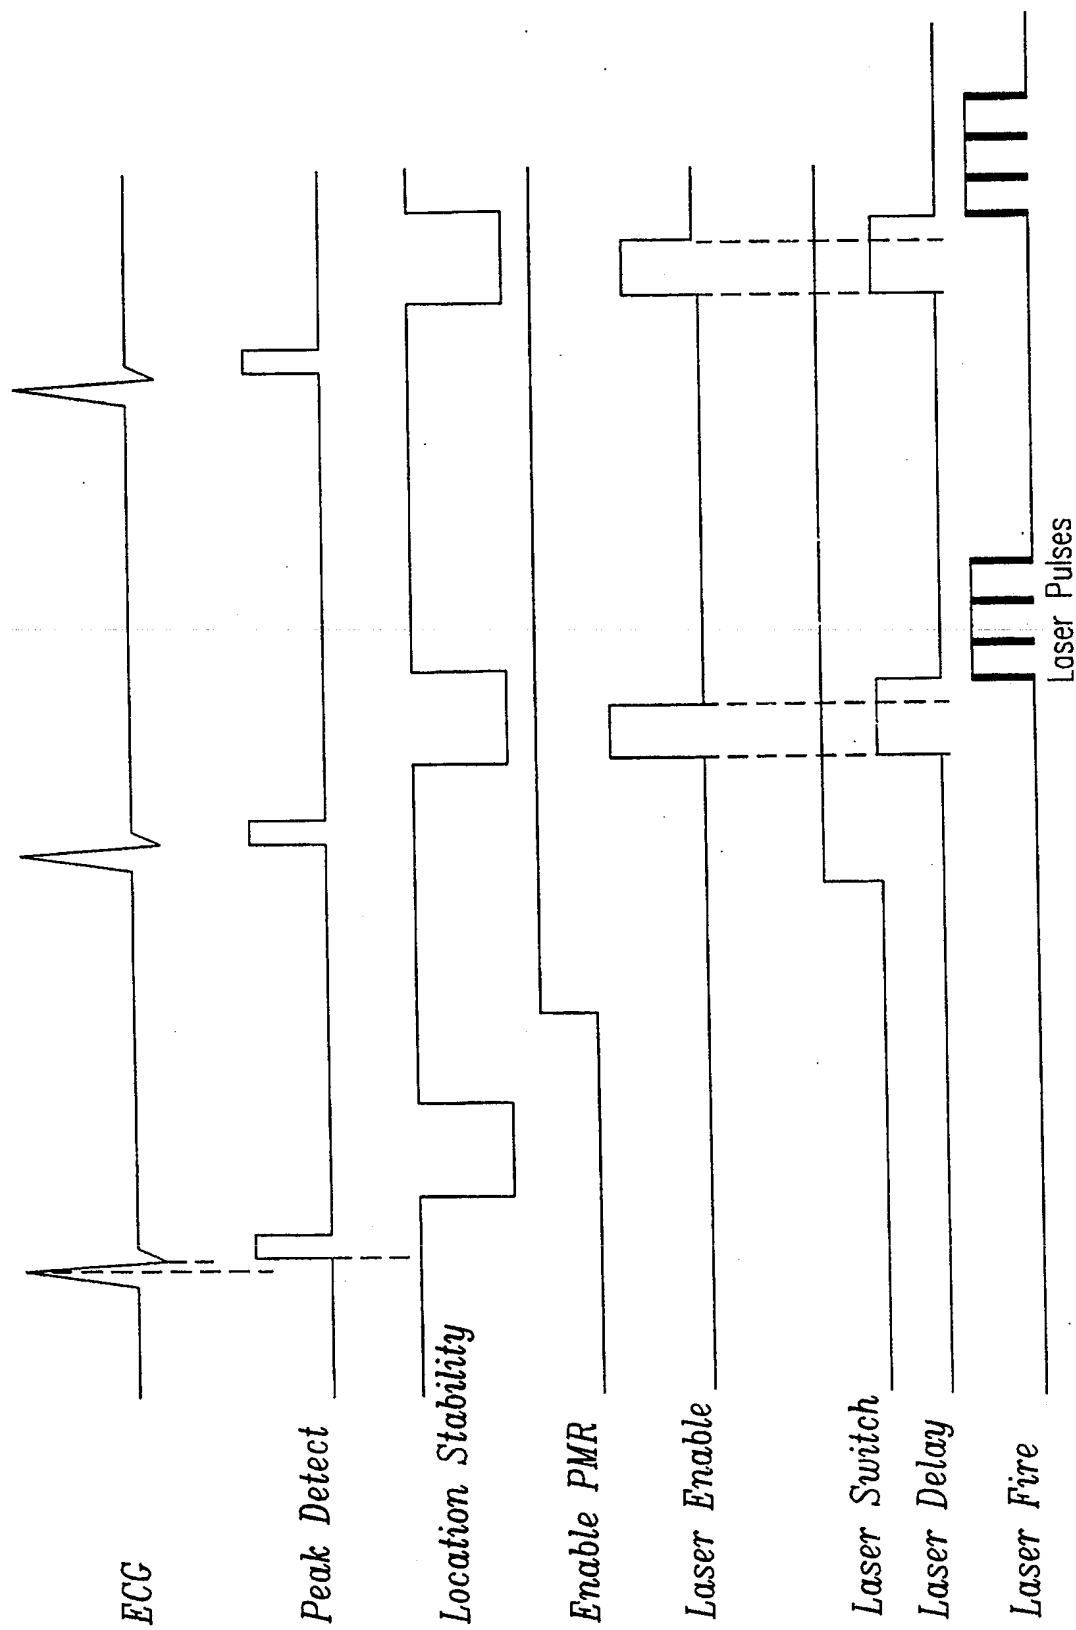 ECG
Peak Detect
Location Stability
Enable PMR
Laser Enable
Laser Switch
Laser Delay
Laser Fire
Laser Pulses